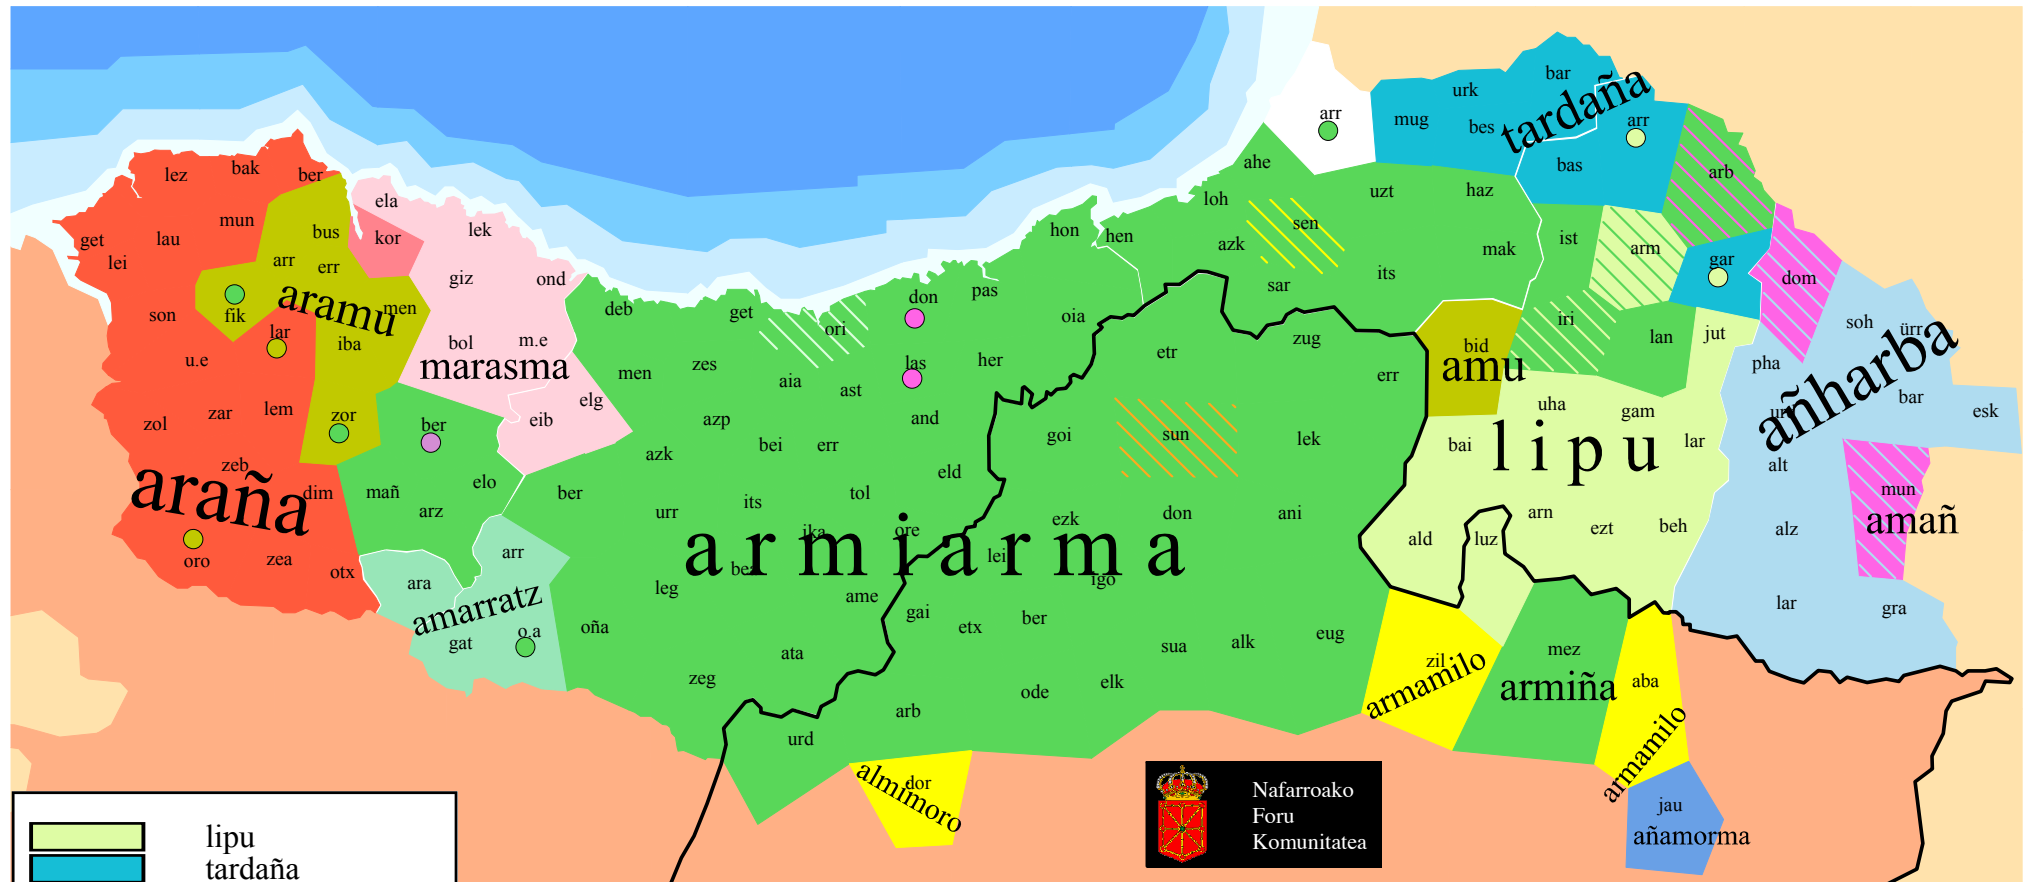 lez
bak
ber
get
lau
mun
lei
bus
arr
err
son
fik
aramu
men
lar
iba
u.e
zol
zar
lem
zor
zeb
araña
dim
oro
zea
otx
ela
kor
lek
giz
ond
bol
m.e
marasma
elg
eib
ber
mañ
elo
arz
arr
ara
amarratz
gat
o.a
deb
get
ori
don
pas
hon
hen
oia
men
zes
aia
ast
las
her
azp
and
azk
bei
err
eld
ber
urr
its
tol
ika
ore
armiarma
leg
bea
ame
oña
ata
zeg
arb
urd
etr
zug
err
goi
sun
lek
ezk
don
ani
lei
igo
gai
etx
ber
sua
alk
eug
ode
elk
dor
almimoro
arr
ahe
loh
azk
sen
sar
uzt
haz
mak
its
mug
urk
bes
bar
tardaña
arr
bas
arb
ist
arm
gar
dom
iri
lan
jut
bid
amu
uha
gam
bai
lipu
lar
ald
luz
arn
ezt
beh
soh
ürr
pha
añharba
bar
esk
alt
mun
amañ
alz
lar
gra
zil
armamilo
mez
armiña
aba
armamilo
jau
añamorma
Nafarroako
Foru
Komunitatea
lipu
tardaña